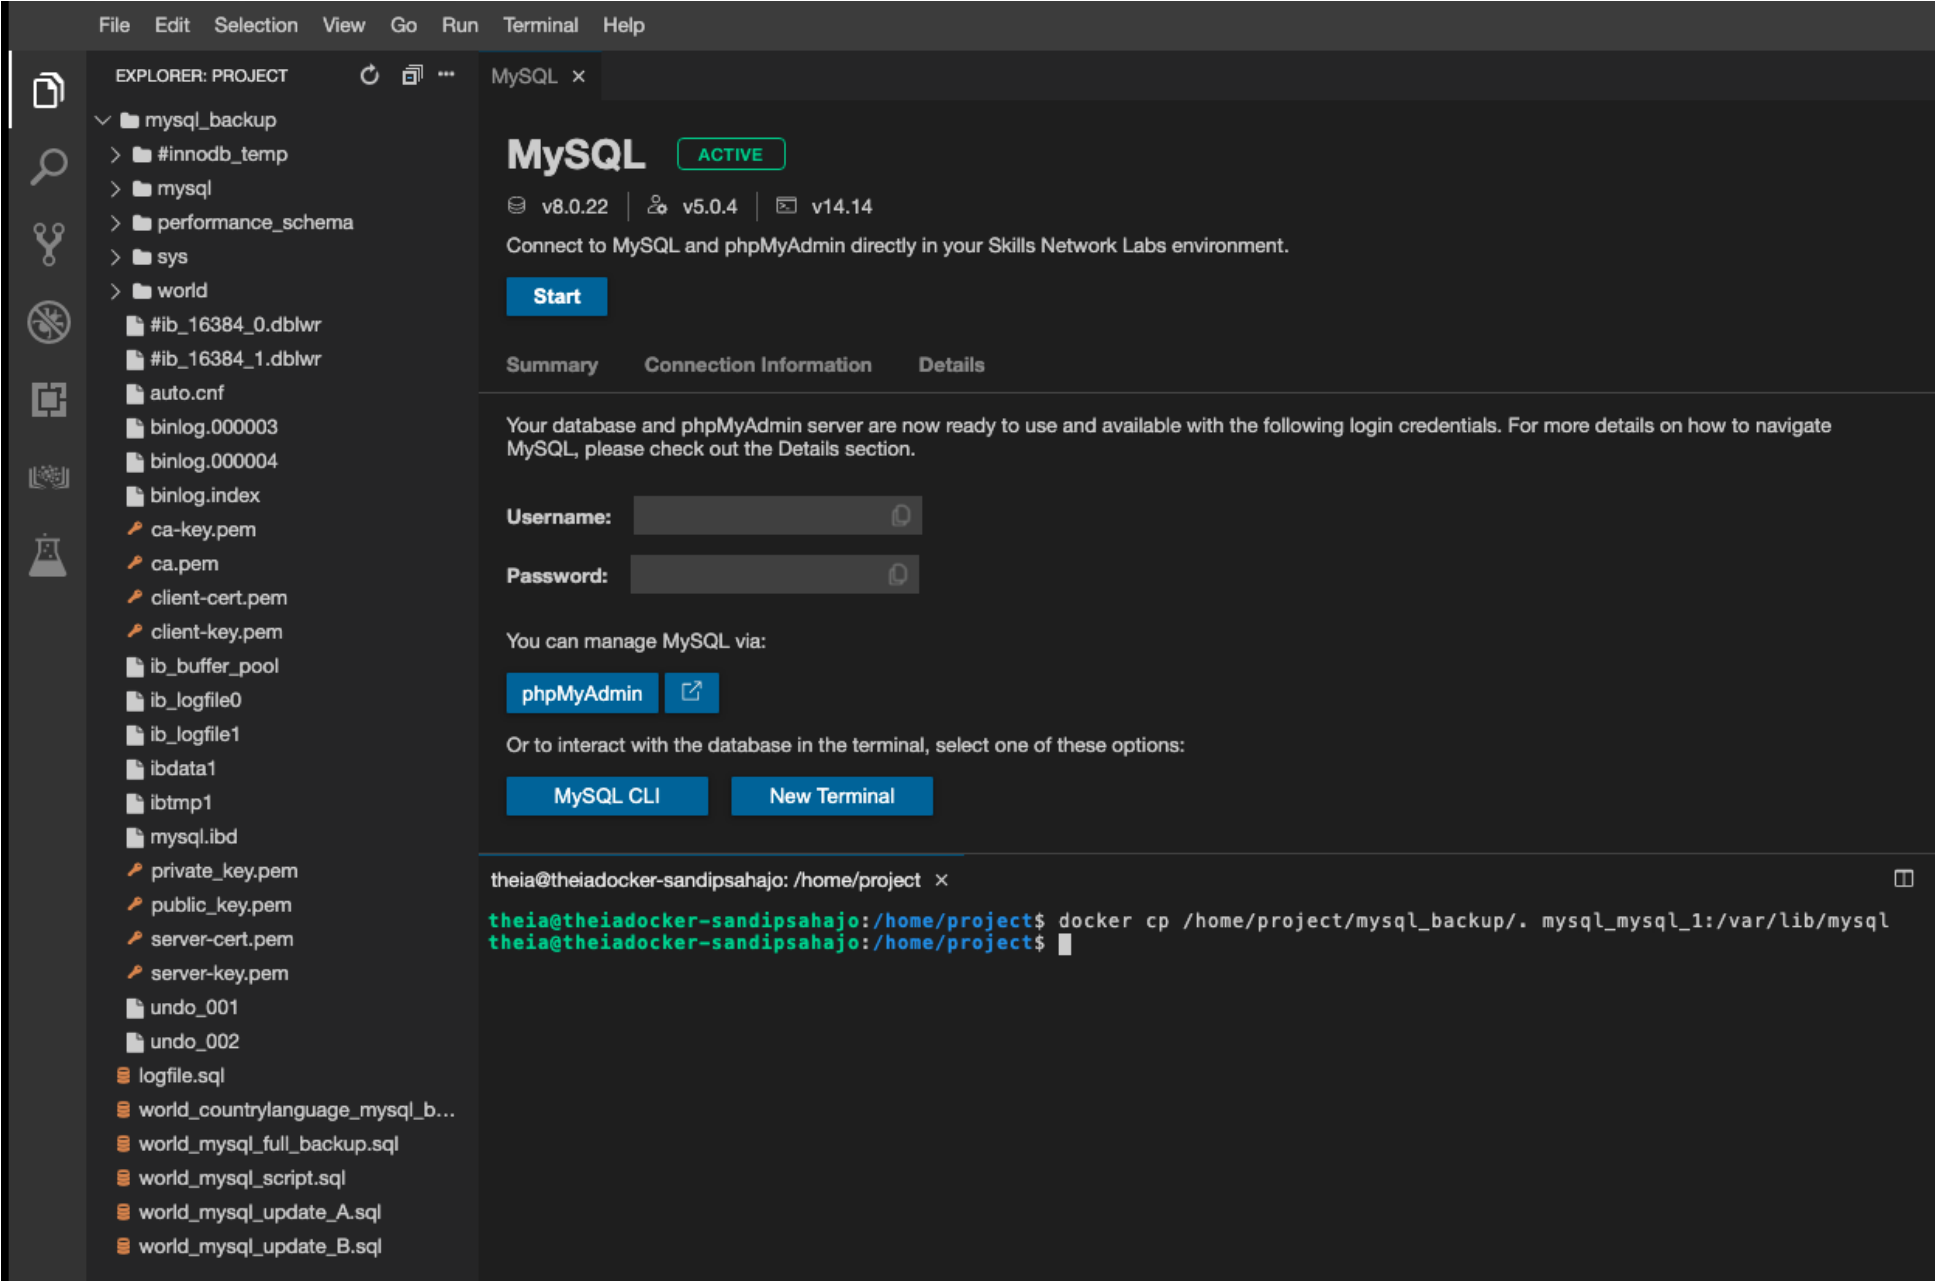 File Edit Selection View Go Run Terminal Help
EXPLORER: PROJECT
mysql_backup
#innodb_temp
mysql
performance_schema
sys
world
#ib_16384_0.dblwr
#ib_16384_1.dblwr
auto.cnf
binlog.000003
binlog.000004
binlog.index
ca-key.pem
ca.pem
client-cert.pem
client-key.pem
ib_buffer_pool
ib_logfile0
ib_logfile1
ibdata1
ibtmp1
mysql.ibd
private_key.pem
public_key.pem
server-cert.pem
server-key.pem
undo_001
undo_002
logfile.sql
world_countrylanguage_mysql_b...
world_mysql_full_backup.sql
world_mysql_script.sql
world_mysql_update_A.sql
world_mysql_update_B.sql
MySQL
MySQL ACTIVE
v8.0.22 v5.0.4 v14.14
Connect to MySQL and phpMyAdmin directly in your Skills Network Labs environment.
Start
Summary Connection Information Details
Your database and phpMyAdmin server are now ready to use and available with the following login credentials. For more details on how to navigate
MySQL, please check out the Details section.
Username:
Password:
You can manage MySQL via:
phpMyAdmin
Or to interact with the database in the terminal, select one of these options:
MySQL CLI New Terminal
theia@theiadocker-sandipsahajo: /home/project
theia@theiadocker-sandipsahajo:/home/project$ docker cp /home/project/mysql_backup/. mysql_mysql_1:/var/lib/mysql
theia@theiadocker-sandipsahajo:/home/project$